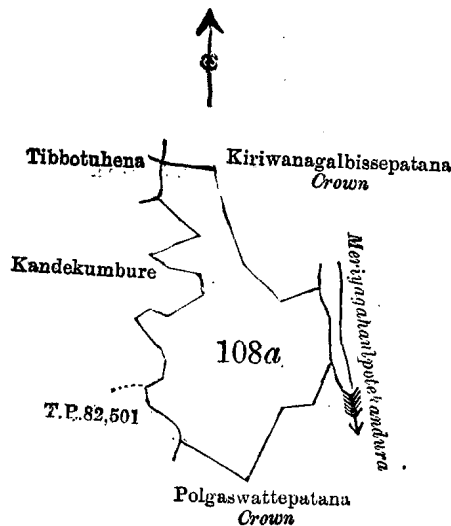 Tibbotuhena
Kiriwanagalbissepatana
Crown
Kandekumbure
108a
T.P. 82,501
Polgaswattepatana
Crown